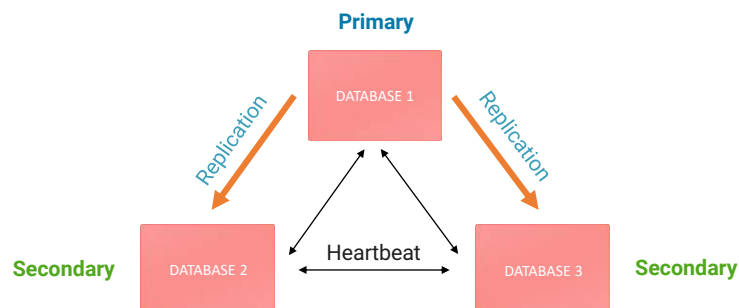 Primary
DATABASE 1
Replication
Replication
Heartbeat
Secondary
DATABASE 2
DATABASE 3
Secondary